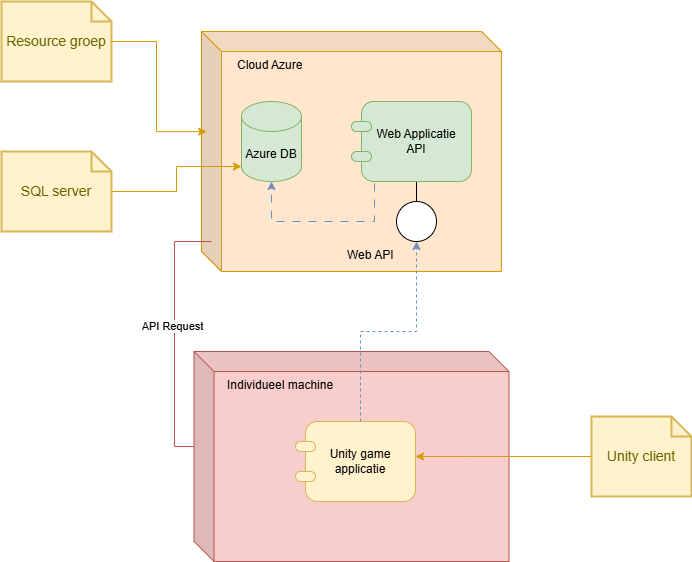 Resource groep
Cloud Azure
Azure DB
Web Applicatie
API
SQL server
Web API
API Request
Individueel machine
Unity game
applicatie
Unity client